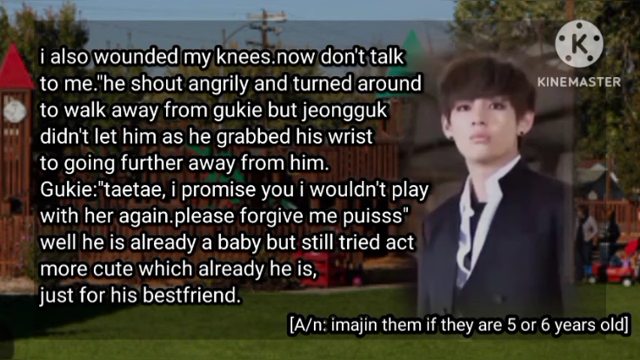 KINEMASTER
i also wounded my knees.now don't talk
to me."he shout angrily and turned around
to walk away from gukie but jeongguk
didn't let him as he grabbed his wrist
to going further away from him.
Gukie:"taetae, i promise you i wouldn't play
with her again.please forgive me puisss"
well he is already a baby but still tried act
more cute which already he is,
just for his bestfriend.
[A/n: imajin them if they are 5 or 6 years old]